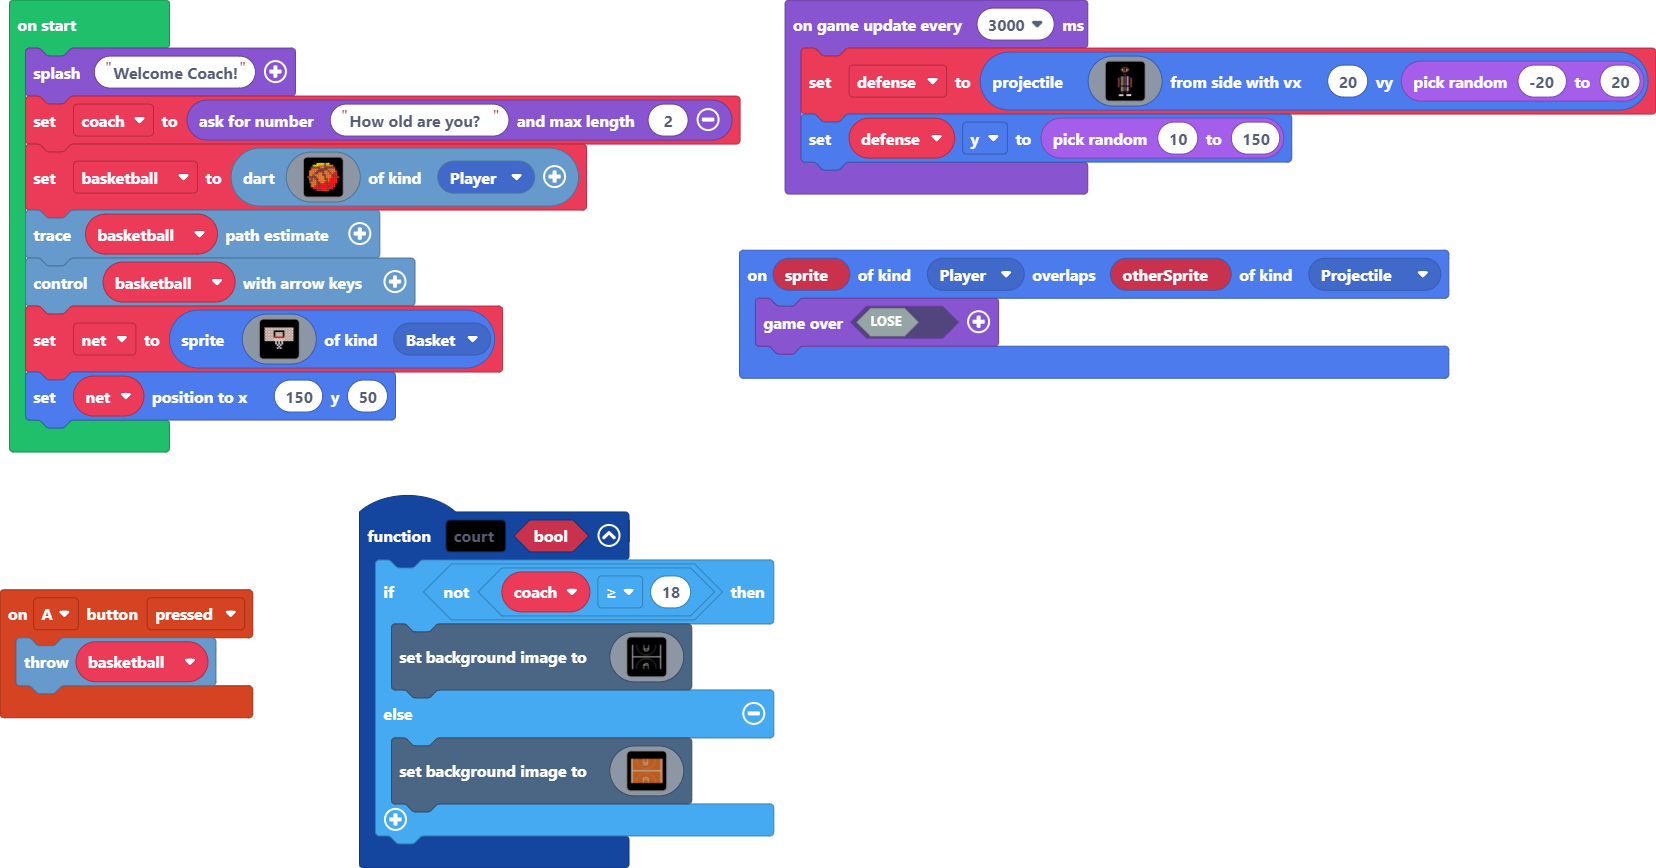 on start
splash "Welcome Coach!"
set coach to ask for number "How old are you? " and max length 2
set basketball to dart of kind Player
trace basketball path estimate
control basketball with arrow keys
set net to sprite of kind Basket
set net position to x 150 y 50
on game update every 3000 ms
set defense to projectile from side with vx 20 vy pick random -20 to 20
set defense y to pick random 10 to 150
on sprite of kind Player overlaps otherSprite of kind Projectile
game over LOSE
on A button pressed
throw basketball
function court bool
if not coach ≥ 18 then
set background image to
else
set background image to